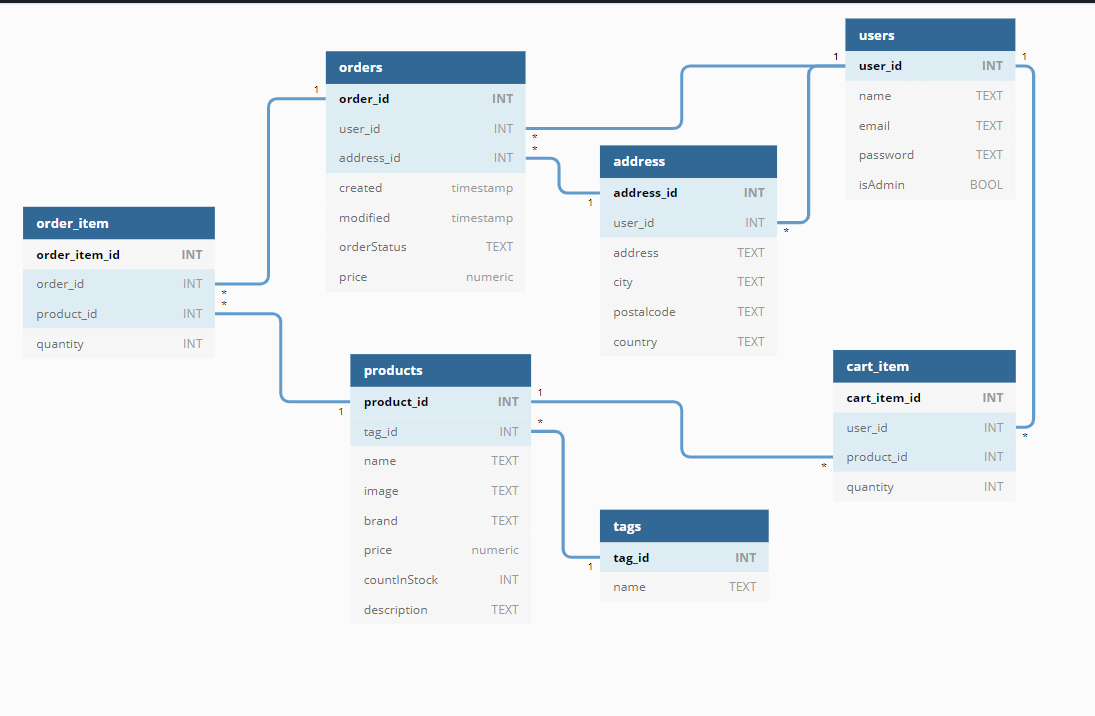 users
user_id INT
name TEXT
email TEXT
password TEXT
isAdmin BOOL
orders
order_id INT
user_id INT
address_id INT
created timestamp
modified timestamp
orderStatus TEXT
price numeric
address
address_id INT
user_id INT
address TEXT
city TEXT
postalcode TEXT
country TEXT
order_item
order_item_id INT
order_id INT
product_id INT
quantity INT
products
product_id INT
tag_id INT
name TEXT
image TEXT
brand TEXT
price numeric
countInStock INT
description TEXT
cart_item
cart_item_id INT
user_id INT
product_id INT
quantity INT
tags
tag_id INT
name TEXT
1
*
1
*
1
*
1
*
1
*
1
*
1
*
1
*